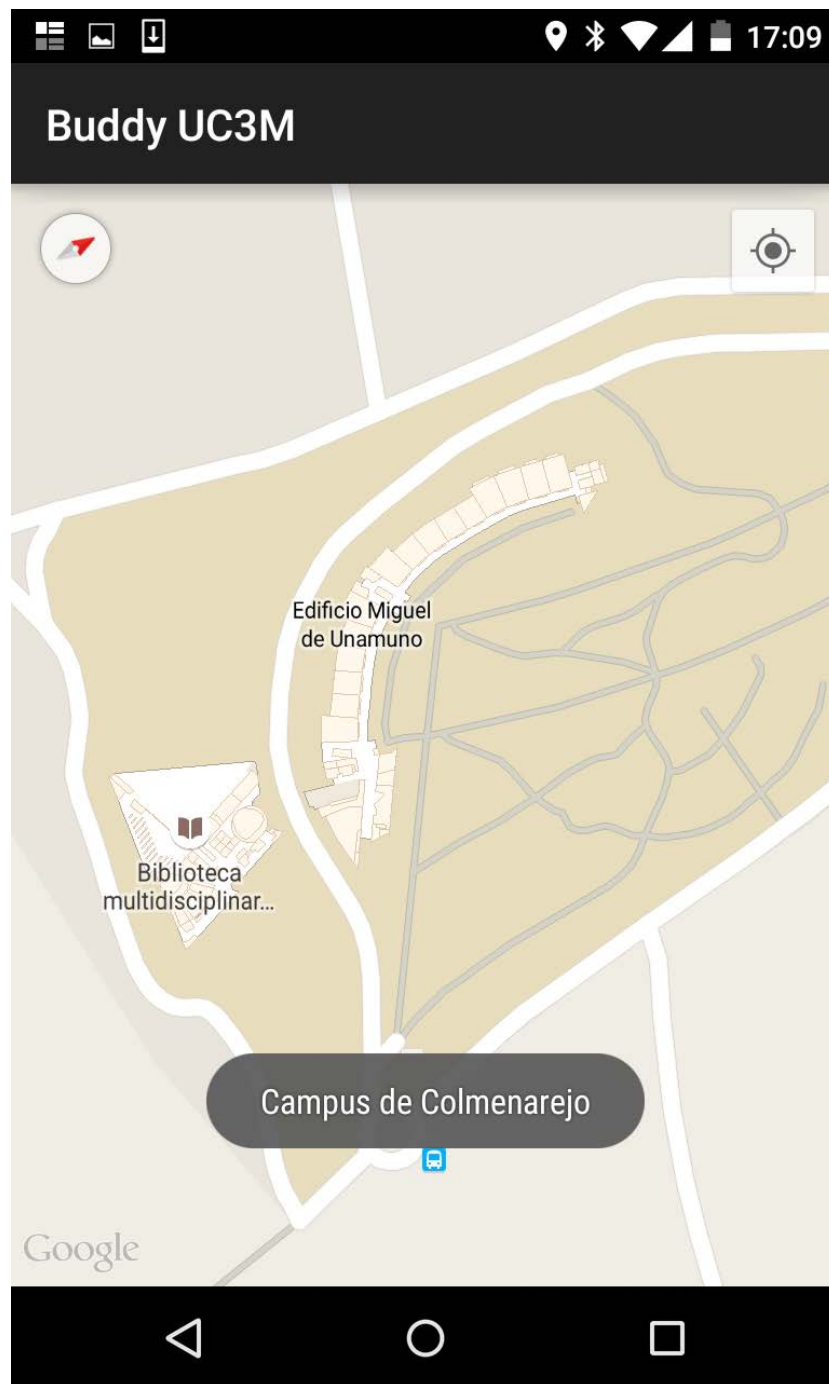 17:09
Buddy UC3M
Edificio Miguel
de Unamuno
Biblioteca
multidisciplinar...
Campus de Colmenarejo
Google